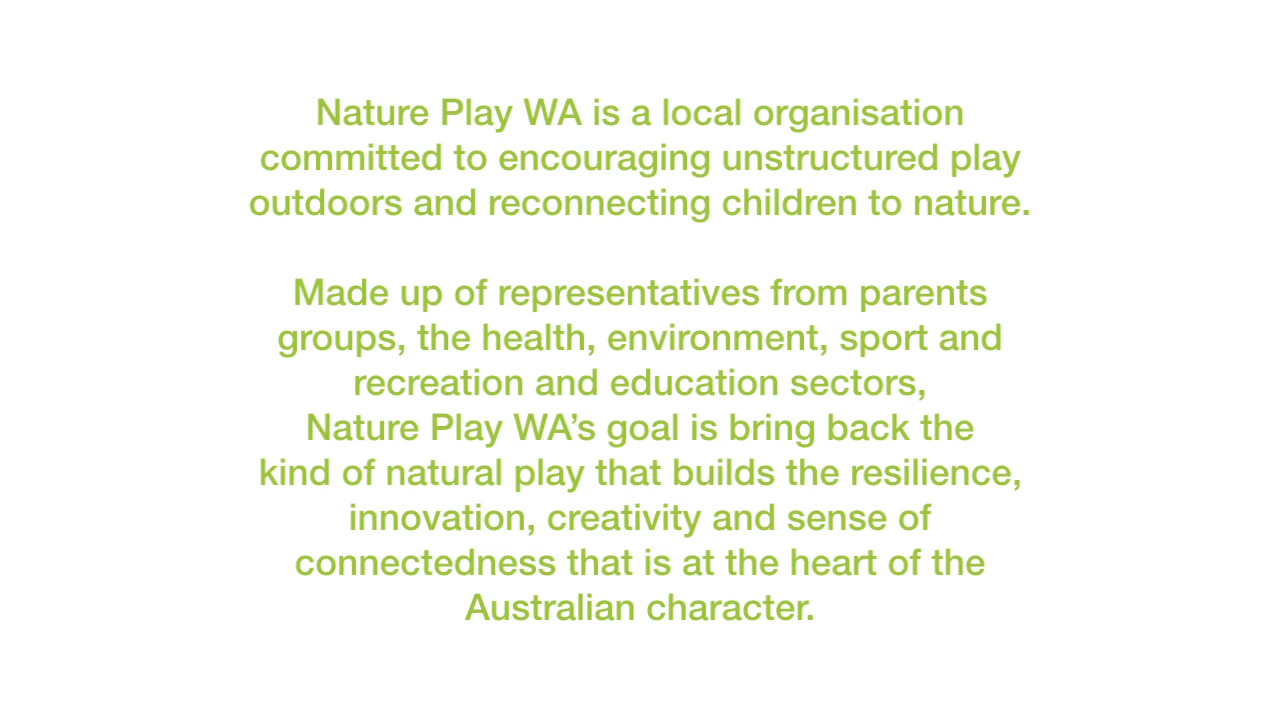 Nature Play WA is a local organisation
committed to encouraging unstructured play
outdoors and reconnecting children to nature.
Made up of representatives from parents
groups, the health, environment, sport and
recreation and education sectors,
Nature Play WA’s goal is bring back the
kind of natural play that builds the resilience,
innovation, creativity and sense of
connectedness that is at the heart of the
Australian character.